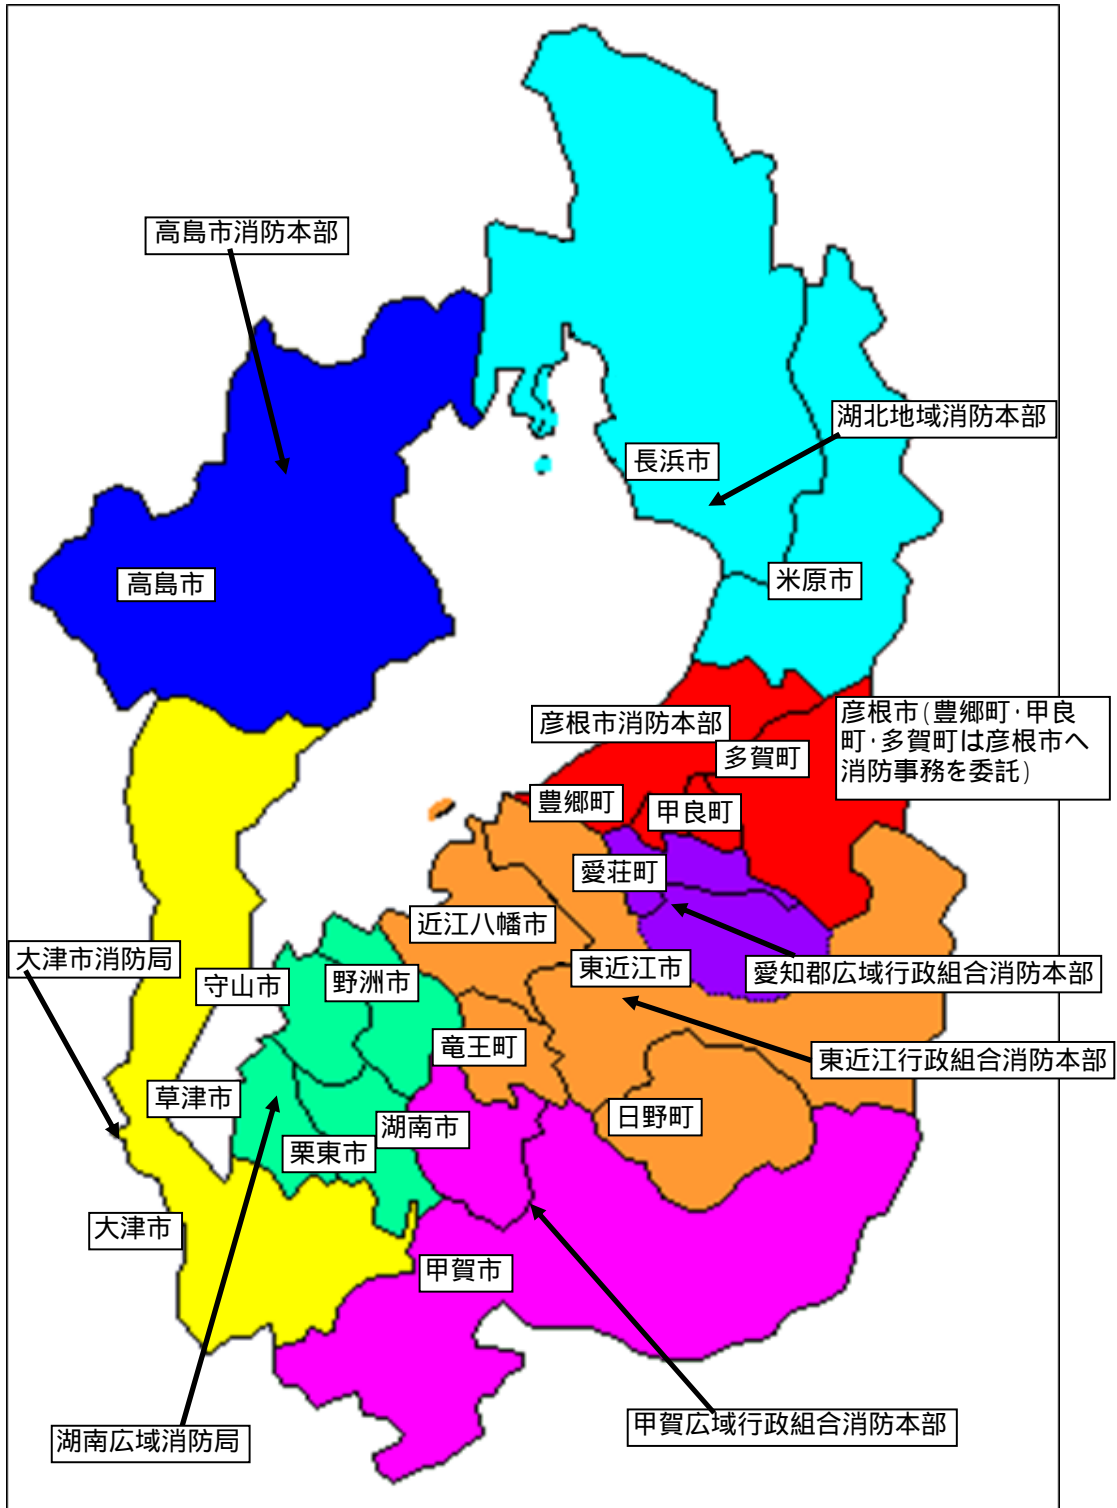 高島市消防本部
湖北地域消防本部
長浜市
米原市
高島市
彦根市(豊郷町・甲良
町・多賀町は彦根市へ
消防事務を委託)
彦根市消防本部
多賀町
豊郷町
甲良町
愛荘町
近江八幡市
大津市消防局
守山市
野洲市
東近江市
愛知郡広域行政組合消防本部
竜王町
東近江行政組合消防本部
草津市
日野町
湖南市
栗東市
大津市
甲賀市
甲賀広域行政組合消防本部
湖南広域消防局